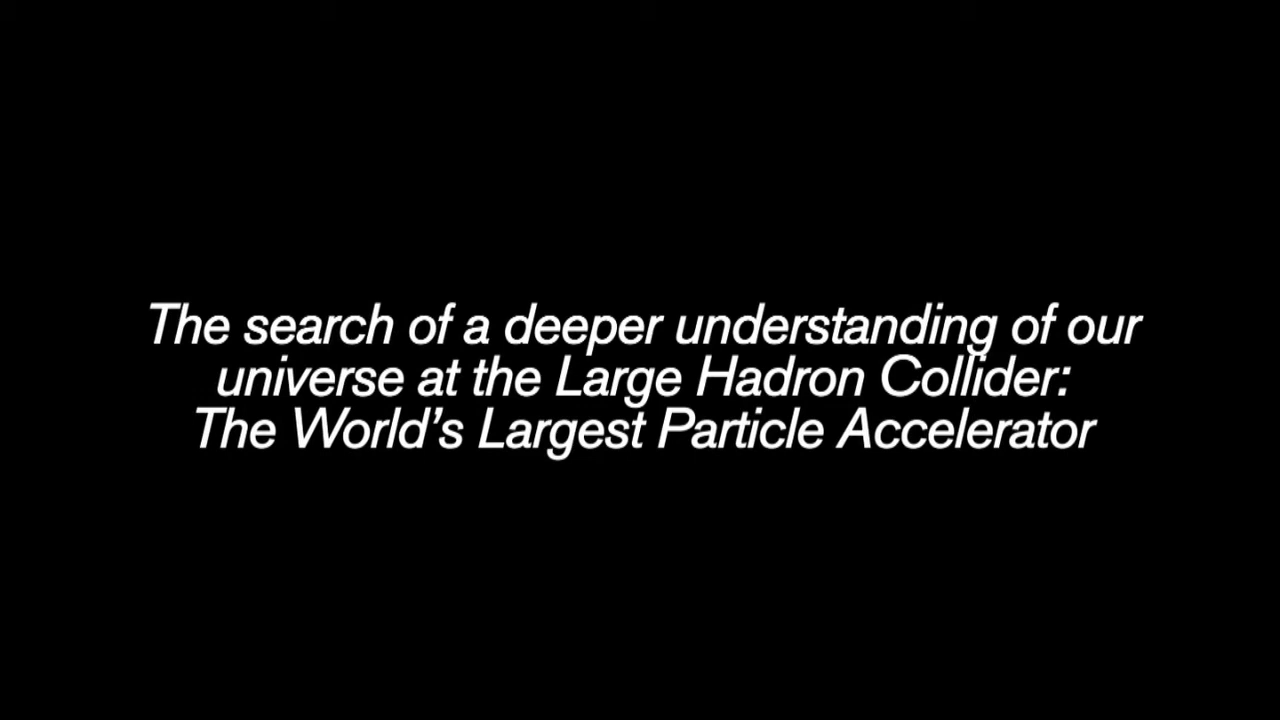 The search of a deeper understanding of our
universe at the Large Hadron Collider:
The World's Largest Particle Accelerator